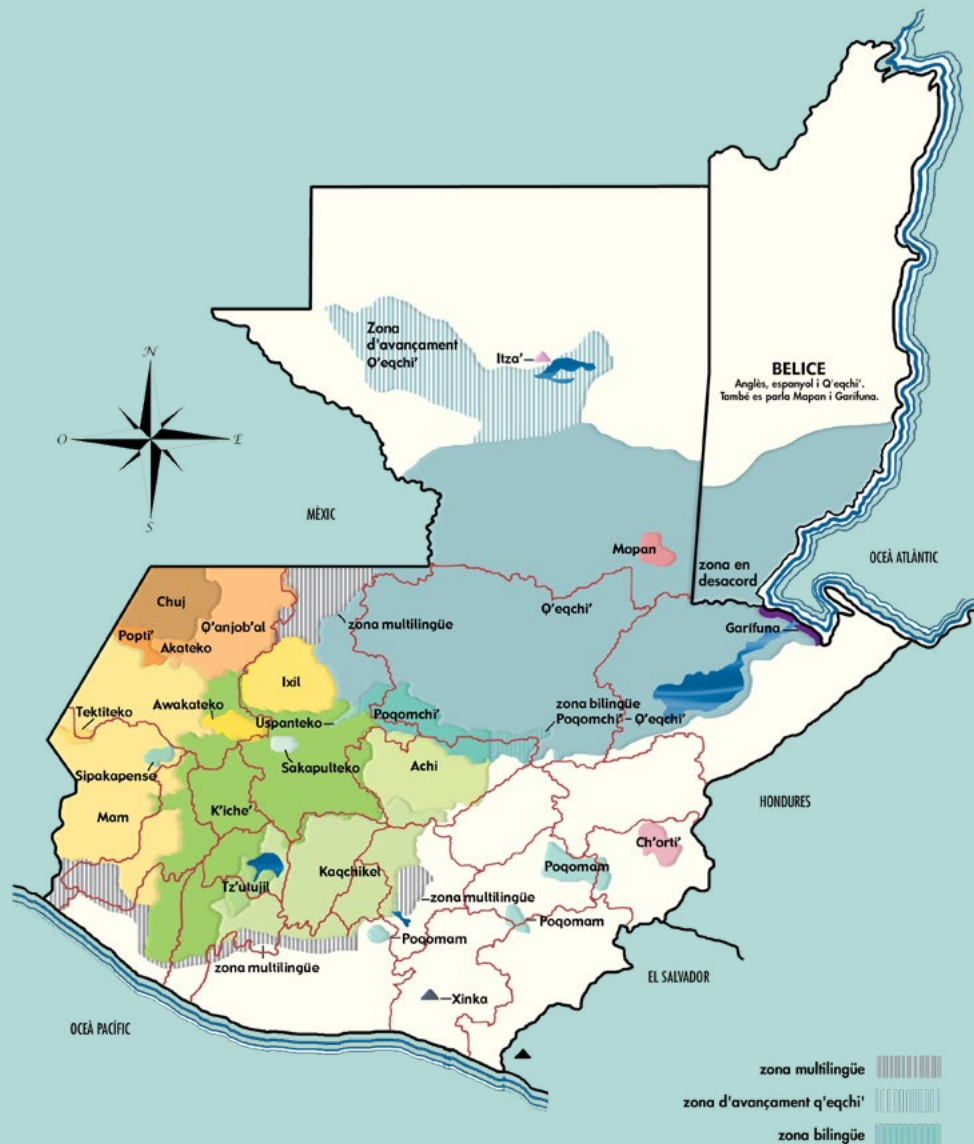 N
O
E
S
Zona
d'avançament
Q'eqchi'
Itza'
BELICE
Anglès, espanyol i Q'eqchi'.
També es parla Mapan i Garifuna.
MÈXIC
Mopan
zona en
desacord
OCEÀ ATLÀNTIC
Chuj
Q'anjob'al
Popti'
Akateko
zona multilingüe
Q'eqchi'
Garífuna
Ixil
Awakateko
Tektiteko
Uspanteko
Poqomchi'
zona bilingüe
Poqomchi' - Q'eqchi'
Sipakapense
Sakapulteko
Achi
Mam
K'iche'
HONDURES
Ch'orti'
Tz'utujil
Kaqchikel
Poqomam
zona multilingüe
Poqomam
Poqomam
zona multilingüe
EL SALVADOR
Xinka
OCEÀ PACÍFIC
zona multilingüe
zona d'avançament q'eqchi'
zona bilingüe